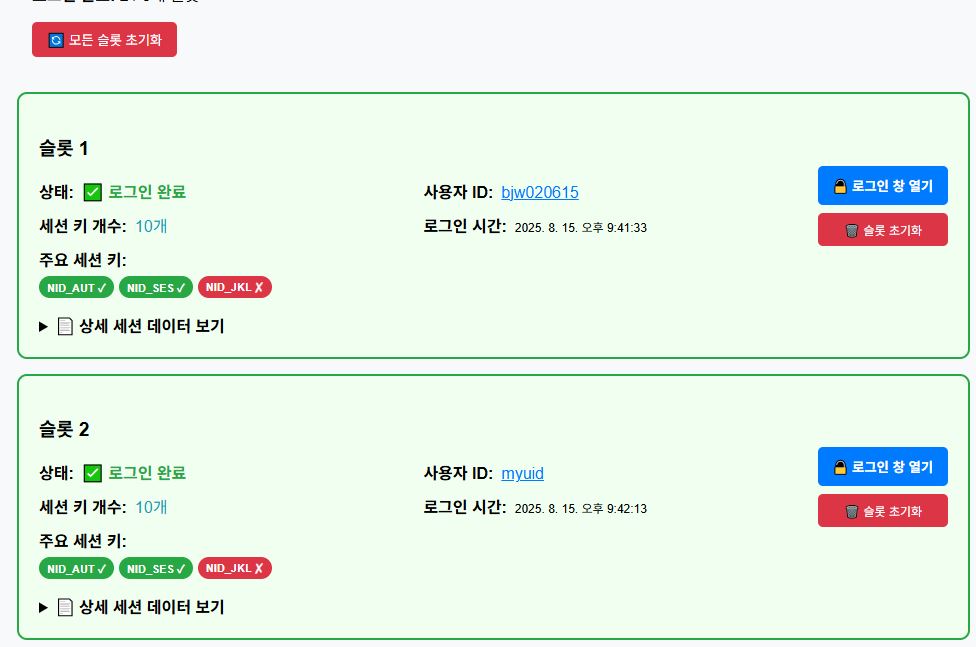 모든 슬롯 초기화
슬롯 1
상태: 로그인 완료
사용자 ID: bjw020615
로그인 창 열기
세션 키 개수: 10개
로그인 시간: 2025. 8. 15. 오후 9:41:33
슬롯 초기화
주요 세션 키:
NID_AUT ✓ NID_SES ✓ NID_JKL ✗
▶ 상세 세션 데이터 보기
슬롯 2
상태: 로그인 완료
사용자 ID: myuid
로그인 창 열기
세션 키 개수: 10개
로그인 시간: 2025. 8. 15. 오후 9:42:13
슬롯 초기화
주요 세션 키:
NID_AUT ✓ NID_SES ✓ NID_JKL ✗
▶ 상세 세션 데이터 보기